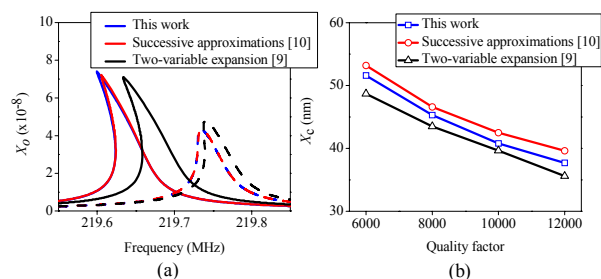 (a)
This work
Successive approximations [10]
Two-variable expansion [9]
8
6
4
2
0
X_o (x10-8)
219.6
219.7
219.8
Frequency (MHz)
(a)
(b)
This work
Successive approximations [10]
Two-variable expansion [9]
60
50
40
30
X_c (nm)
6000
8000
10000
12000
Quality factor
(b)